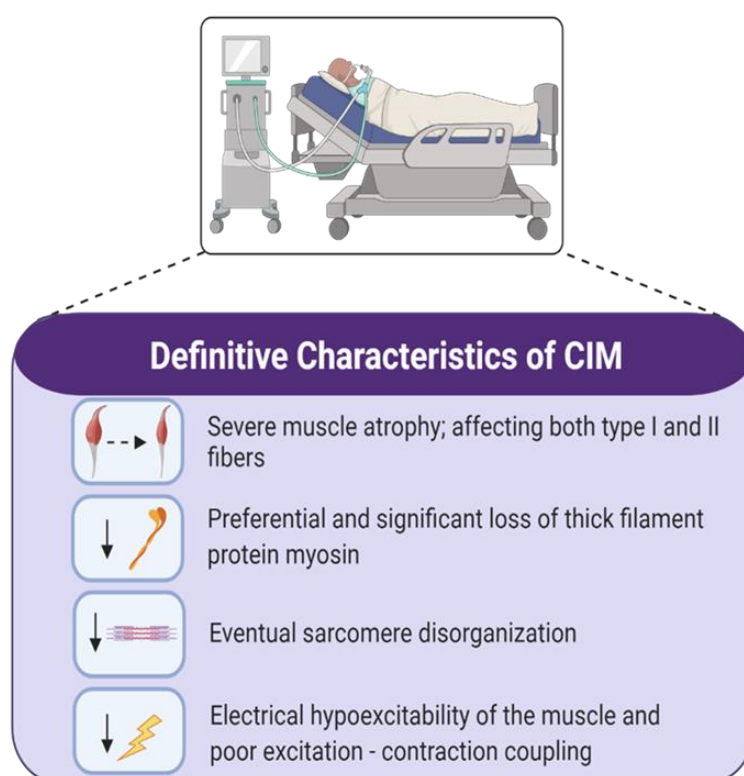 Definitive Characteristics of CIM
Severe muscle atrophy; affecting both type I and II
fibers
Preferential and significant loss of thick filament
protein myosin
Eventual sarcomere disorganization
Electrical hypoexcitability of the muscle and
poor excitation - contraction coupling